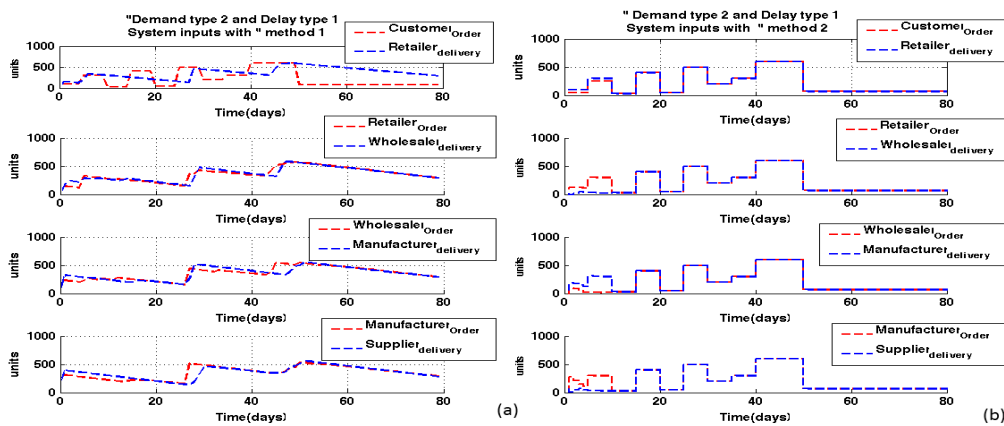 "Demand type 2 and Delay type 1
System inputs with " method 1
Customer Order
Retailer delivery
units
1000
500
0
0 20 40 60 80
Time(days)
Retailer Order
Wholesaler delivery
units
1000
500
0
0 20 40 60 80
Time(days)
Wholesaler Order
Manufacturer delivery
units
1000
500
0
0 20 40 60 80
Time(days)
Manufacturer Order
Supplier delivery
units
1000
500
0
0 20 40 60 80
Time(days)
(a)
" Demand type 2 and Delay type 1
System inputs with " method 2
Customer Order
Retailer delivery
units
1000
500
0
0 20 40 60 80
Time(days)
Retailer Order
Wholesaler delivery
units
1000
500
0
0 20 40 60 80
Time(days)
Wholesaler Order
Manufacturer delivery
units
1000
500
0
0 20 40 60 80
Time(days)
Manufacturer Order
Supplier delivery
units
1000
500
0
0 20 40 60 80
Time(days)
(b)